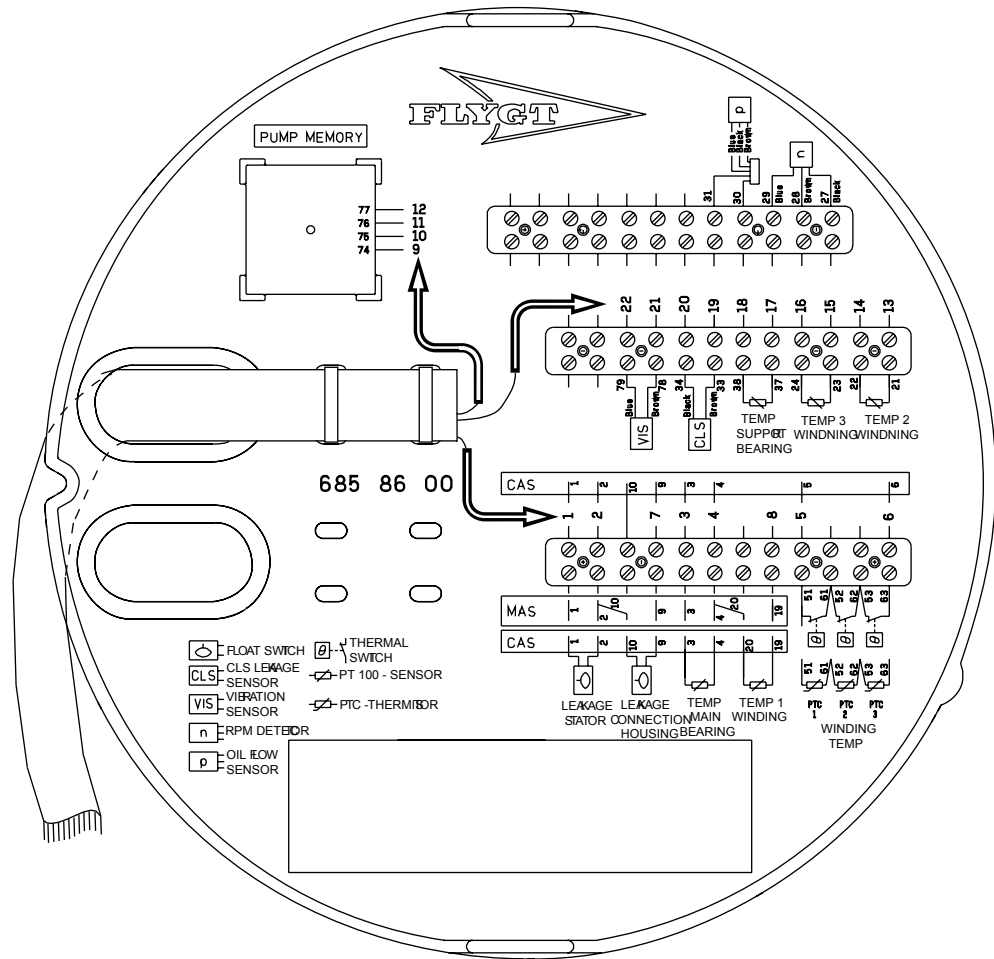 FLYGT
PUMP MEMORY
77 12
76 11
75 10
74 9
p
Blue Black Brown
n
31 30 29 Blue 28 Brown 27 Black
22 21 20 19 18 17 16 15 14 13
79 78 34 33 38 37 24 23 22 21
Blue Brown Black Brown
VIS
CLS
TEMP SUPPORT BEARING
TEMP 3 WINDNING
TEMP 2 WINDNING
685 86 00
CAS 1 2 10 9 3 4 5 6
1 2 7 3 4 8 5 6
51 61 52 62 53 63
MAS 1 2 10 9 3 4 20 19
θ θ θ
CAS 1 2 10 9 3 4 20 19
51 61 52 62 53 63
LEAKAGE STATOR
LEAKAGE CONNECTION HOUSING
TEMP MAIN BEARING
TEMP 1 WINDING
PTC 1
PTC 2
PTC 3
WINDING TEMP
FLOAT SWITCH
CLS CLS LEKAGE SENSOR
VIS VIBRATION SENSOR
n RPM DETECTOR
p OIL FLOW SENSOR
θ THERMAL SWITCH
PT 100 - SENSOR
PTC -THERMISTOR